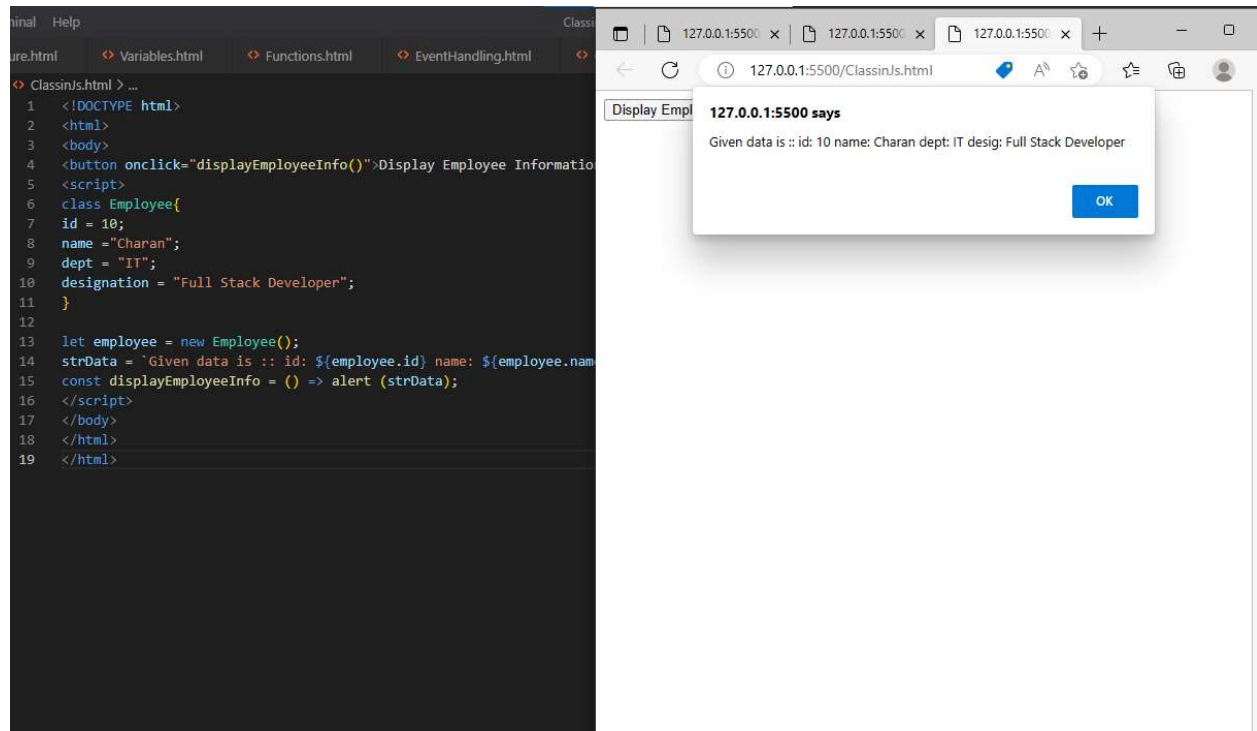 Help Classi
ure.html Variables.html Functions.html EventHandling.html
ClassinJs.html > ...
1 <!DOCTYPE html>
2 <html>
3 <body>
4 <button onclick="displayEmployeeInfo()">Display Employee Informatio
5 <script>
6 class Employee{
7 id = 10;
8 name ="Charan";
9 dept = "IT";
10 designation = "Full Stack Developer";
11 }
12
13 let employee = new Employee();
14 strData = `Given data is :: id: ${employee.id} name: ${employee.nam
15 const displayEmployeeInfo = () => alert (strData);
16 </script>
17 </body>
18 </html>
19 </html>
127.0.0.1:5500 127.0.0.1:5500 127.0.0.1:5500
127.0.0.1:5500/ClassinJs.html
Display Empl
127.0.0.1:5500 says
Given data is :: id: 10 name: Charan dept: IT desig: Full Stack Developer
OK